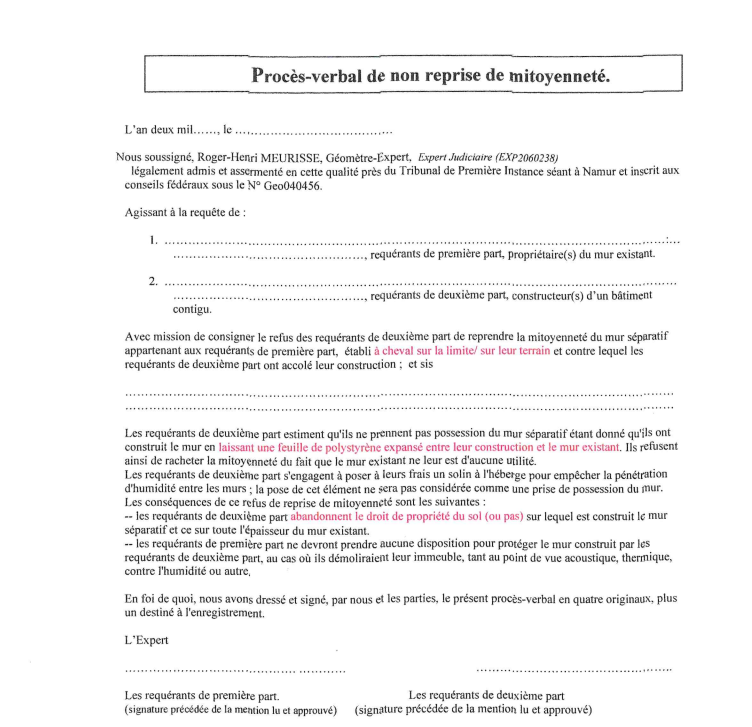 Procès-verbal de non reprise de mitoyenneté.
L'an deux mil......, le ..........................................
Nous soussigné, Roger-Henri MEURISSE, Géomètre-Expert, Expert Judiciaire (EXP2060238)
légalement admis et assermenté en cette qualité près du Tribunal de Première Instance séant à Namur et inscrit aux
conseils fédéraux sous le N° Geo040456.
Agissant à la requête de :
1. ..........................................................................................................................:...
.................................................., requérants de première part, propriétaire(s) du mur existant.
2. ..............................................................................................................................
.................................................., requérants de deuxième part, constructeur(s) d'un bâtiment
contigu.
Avec mission de consigner le refus des requérants de deuxième part de reprendre la mitoyenneté du mur séparatif
appartenant aux requérants de première part, établi à cheval sur la limite/ sur leur terrain et contre lequel les
requérants de deuxième part ont accolé leur construction ; et sis
..............................................................................................................................
..............................................................................................................................
Les requérants de deuxième part estiment qu'ils ne prennent pas possession du mur séparatif étant donné qu'ils ont
construit le mur en laissant une feuille de polystyrène expansé entre leur construction et le mur existant. Ils refusent
ainsi de racheter la mitoyenneté du fait que le mur existant ne leur est d'aucune utilité.
Les requérants de deuxième part s'engagent à poser à leurs frais un solin à l'héberge pour empêcher la pénétration
d'humidité entre les murs ; la pose de cet élément ne sera pas considérée comme une prise de possession du mur.
Les conséquences de ce refus de reprise de mitoyenneté sont les suivantes :
-- les requérants de deuxième part abandonnent le droit de propriété du sol (ou pas) sur lequel est construit le mur
séparatif et ce sur toute l'épaisseur du mur existant.
-- les requérants de première part ne devront prendre aucune disposition pour protéger le mur construit par les
requérants de deuxième part, au cas où ils démoliraient leur immeuble, tant au point de vue acoustique, thermique,
contre l'humidité ou autre,
En foi de quoi, nous avons dressé et signé, par nous et les parties, le présent procès-verbal en quatre originaux, plus
un destiné à l'enregistrement.
L'Expert
.......................................................... ..................................................
Les requérants de première part. Les requérants de deuxième part
(signature précédée de la mention lu et approuvé) (signature précédée de la mention lu et approuvé)